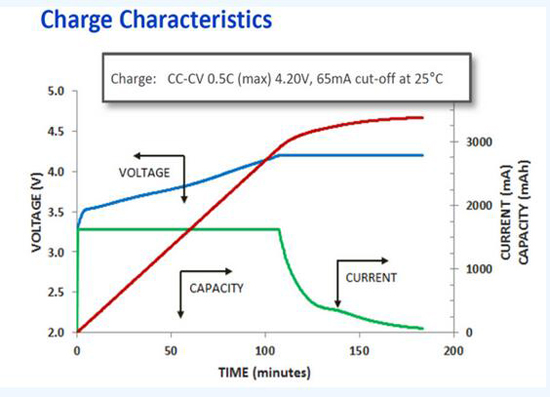 Charge Characteristics
Charge: CC-CV 0.5C (max) 4.20V, 65mA cut-off at 25°C
5.0
4.5
4.0
3.5
3.0
2.5
2.0
VOLTAGE (V)
VOLTAGE
CAPACITY
CURRENT
3000
2000
1000
0
CURRENT (mA)
CAPACITY (mAh)
0 50 100 150 200
TIME (minutes)